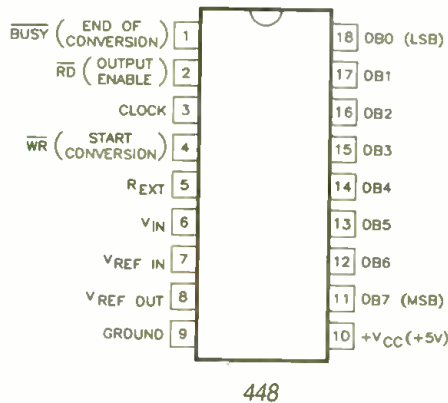 BUSY ( END OF CONVERSION ) 1
RD ( OUTPUT ENABLE ) 2
CLOCK 3
WR ( START CONVERSION ) 4
REXT 5
VIN 6
VREF IN 7
VREF OUT 8
GROUND 9
18 OB0 (LSB)
17 OB1
16 OB2
15 OB3
14 OB4
13 OB5
12 OB6
11 OB7 (MSB)
10 +VCC(+5V)
448